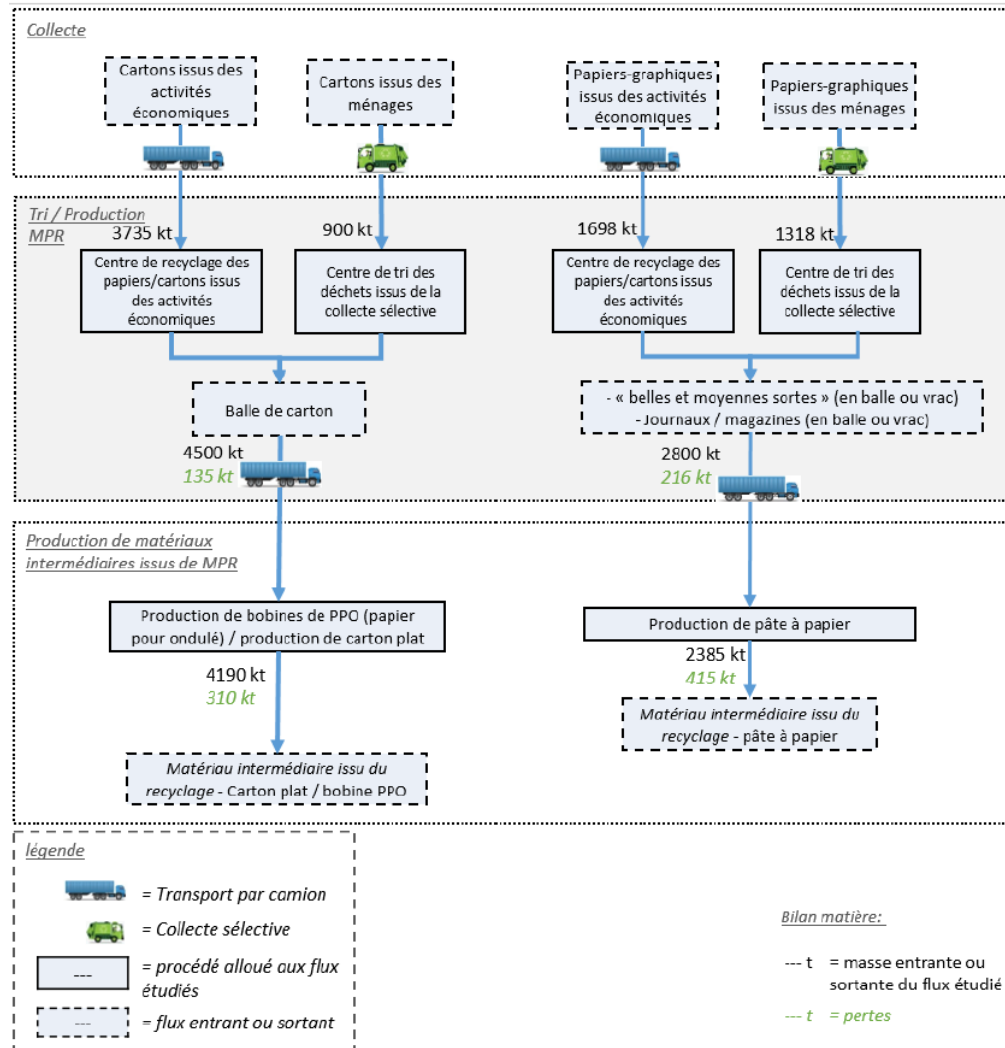 Collecte
Cartons issus des
activités
économiques
Cartons issus des
ménages
Papiers-graphiques
issus des activités
économiques
Papiers-graphiques
issus des ménages
Tri / Production
MPR
3735 kt
900 kt
1698 kt
1318 kt
Centre de recyclage des
papiers/cartons issus
des activités
économiques
Centre de tri des
déchets issus de la
collecte sélective
Centre de recyclage des
papiers/cartons issus
des activités
économiques
Centre de tri des
déchets issus de la
collecte sélective
Balle de carton
- « belles et moyennes sortes » (en balle ou vrac)
- Journaux / magazines (en balle ou vrac)
4500 kt
135 kt
2800 kt
216 kt
Production de matériaux
intermédiaires issus de MPR
Production de bobines de PPO (papier
pour ondulé) / production de carton plat
Production de pâte à papier
4190 kt
310 kt
2385 kt
415 kt
Matériau intermédiaire issu du
recyclage - Carton plat / bobine PPO
Matériau intermédiaire issu du
recyclage - pâte à papier
légende
= Transport par camion
= Collecte sélective
--- = procédé alloué aux flux
étudiés
--- = flux entrant ou sortant
Bilan matière:
--- t = masse entrante ou
sortante du flux étudié
--- t = pertes